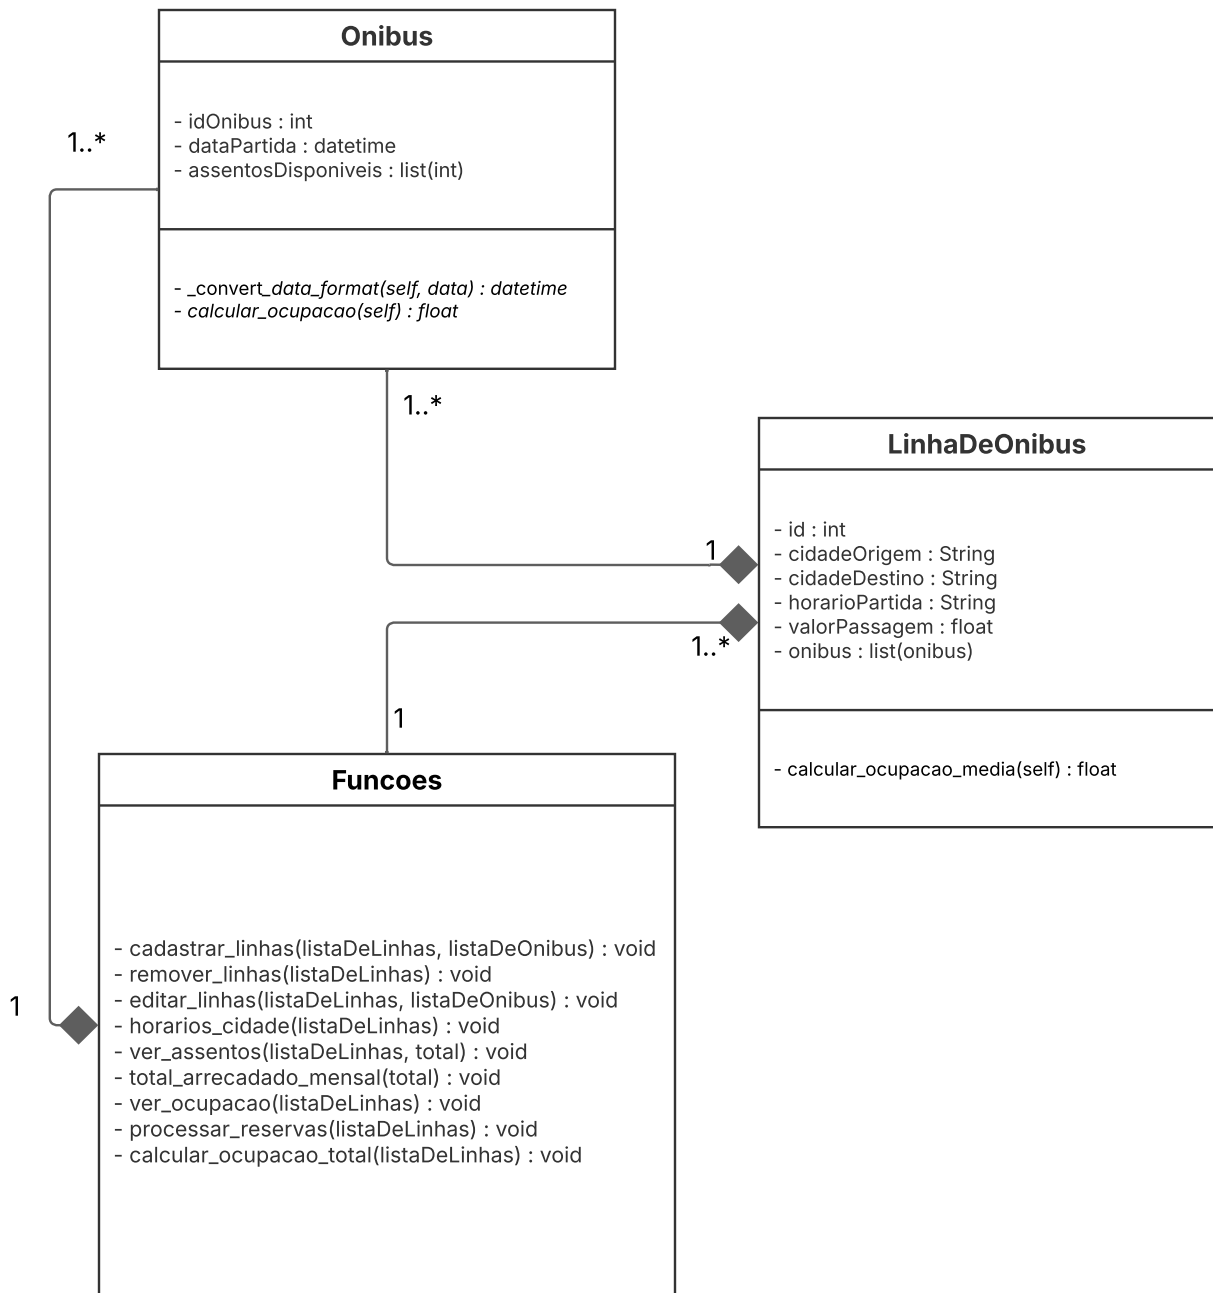 Onibus
- idOnibus : int
- dataPartida : datetime
- assentosDisponiveis : list(int)
- _convert_data_format(self, data) : datetime
- calcular_ocupacao(self) : float
1..*
1..*
LinhaDeOnibus
- id : int
- cidadeOrigem : String
- cidadeDestino : String
- horarioPartida : String
- valorPassagem : float
- onibus : list(onibus)
- calcular_ocupacao_media(self) : float
1
1..*
1
Funcoes
- cadastrar_linhas(listaDeLinhas, listaDeOnibus) : void
- remover_linhas(listaDeLinhas) : void
- editar_linhas(listaDeLinhas, listaDeOnibus) : void
- horarios_cidade(listaDeLinhas) : void
- ver_assentos(listaDeLinhas, total) : void
- total_arrecadado_mensal(total) : void
- ver_ocupacao(listaDeLinhas) : void
- processar_reservas(listaDeLinhas) : void
- calcular_ocupacao_total(listaDeLinhas) : void
1